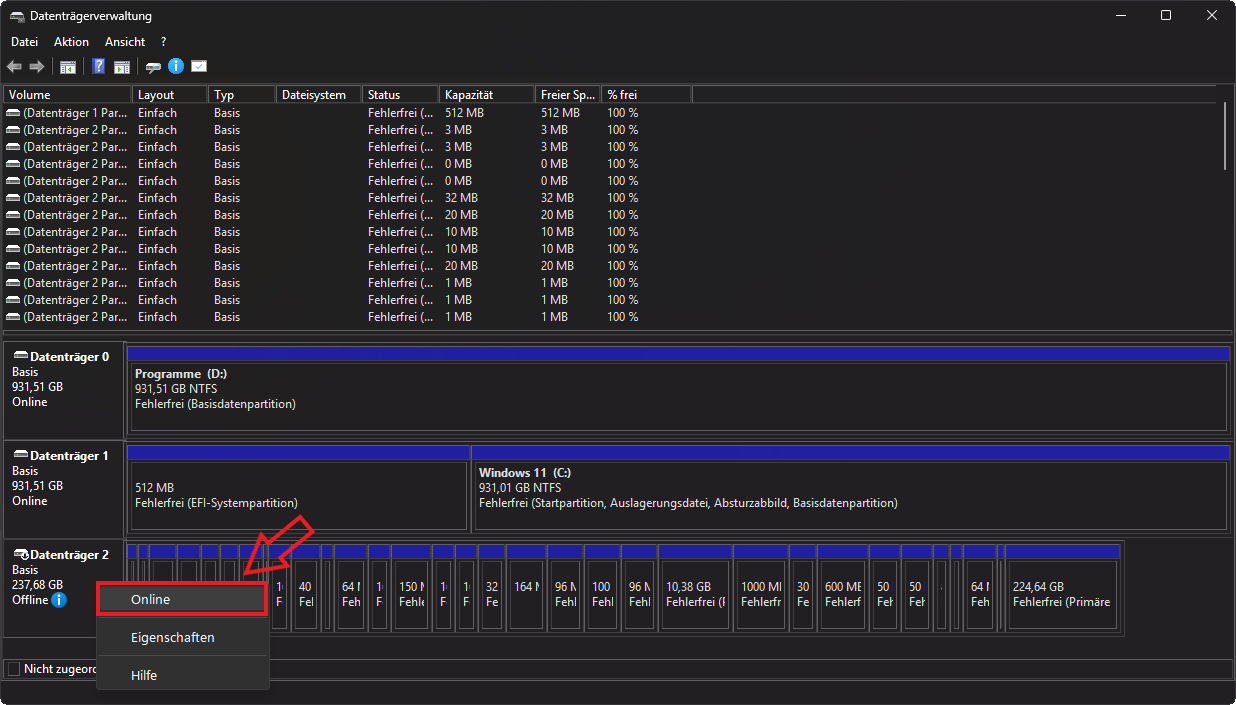 Datenträgerverwaltung
Datei Aktion Ansicht ?
Volume Layout Typ Dateisystem Status Kapazität Freier Sp... % frei
(Datenträger 1 Par... Einfach Basis Fehlerfrei (... 512 MB 512 MB 100 %
(Datenträger 2 Par... Einfach Basis Fehlerfrei (... 3 MB 3 MB 100 %
(Datenträger 2 Par... Einfach Basis Fehlerfrei (... 3 MB 3 MB 100 %
(Datenträger 2 Par... Einfach Basis Fehlerfrei (... 0 MB 0 MB 100 %
(Datenträger 2 Par... Einfach Basis Fehlerfrei (... 0 MB 0 MB 100 %
(Datenträger 2 Par... Einfach Basis Fehlerfrei (... 32 MB 32 MB 100 %
(Datenträger 2 Par... Einfach Basis Fehlerfrei (... 20 MB 20 MB 100 %
(Datenträger 2 Par... Einfach Basis Fehlerfrei (... 10 MB 10 MB 100 %
(Datenträger 2 Par... Einfach Basis Fehlerfrei (... 10 MB 10 MB 100 %
(Datenträger 2 Par... Einfach Basis Fehlerfrei (... 20 MB 20 MB 100 %
(Datenträger 2 Par... Einfach Basis Fehlerfrei (... 1 MB 1 MB 100 %
(Datenträger 2 Par... Einfach Basis Fehlerfrei (... 1 MB 1 MB 100 %
(Datenträger 2 Par... Einfach Basis Fehlerfrei (... 1 MB 1 MB 100 %
Datenträger 0
Basis
931,51 GB
Online
Programme (D:)
931,51 GB NTFS
Fehlerfrei (Basisdatenpartition)
Datenträger 1
Basis
931,51 GB
Online
512 MB
Fehlerfrei (EFI-Systempartition)
Windows 11 (C:)
931,01 GB NTFS
Fehlerfrei (Startpartition, Auslagerungsdatei, Absturzabbild, Basisdatenpartition)
Datenträger 2
Basis
237,68 GB
Offline
40 64 150 32 164 96 100 96 10,38 GB 1000 MI 30 600 MB 50 50 64 224,64 GB
Fel Feh Fehle Fe Fehl Fehl Fehl Fehlerfrei (I Fehlerfr Fe Fehlerf Feh Feh Feh Fehlerfrei (Primäre
Online
Eigenschaften
Hilfe
Nicht zugeord